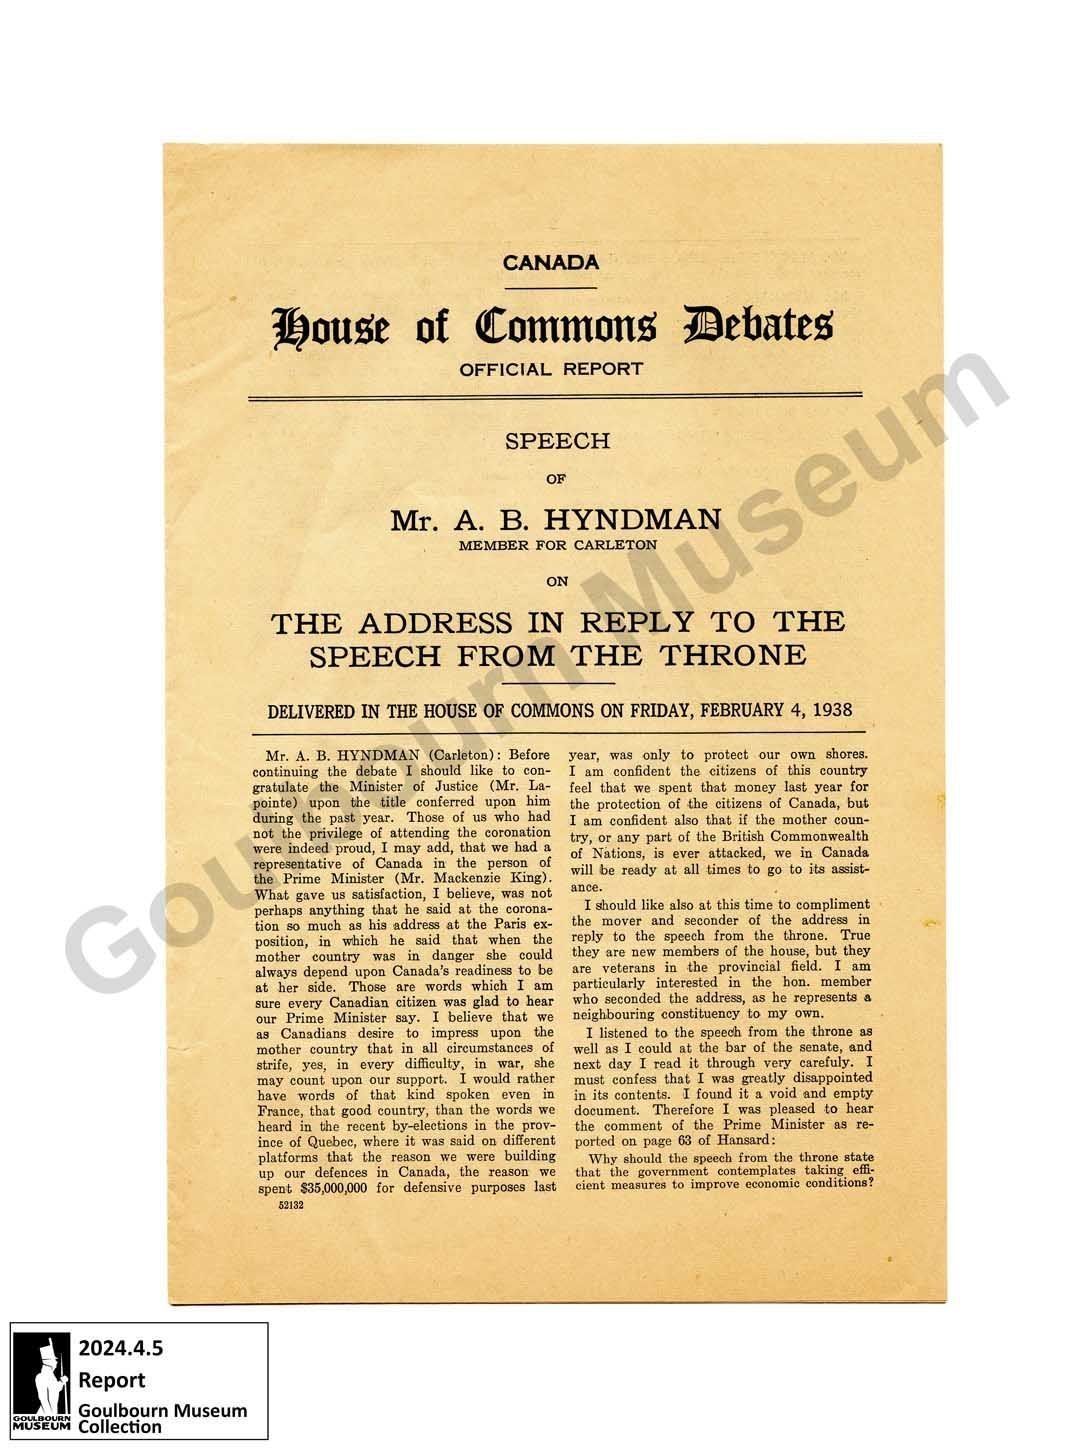 CANADA
House of Commons Debates
OFFICIAL REPORT
SPEECH
OF
Mr. A. B. HYNDMAN
MEMBER FOR CARLETON
ON
THE ADDRESS IN REPLY TO THE
SPEECH FROM THE THRONE
DELIVERED IN THE HOUSE OF COMMONS ON FRIDAY, FEBRUARY 4, 1938
Mr. A. B. HYNDMAN (Carleton): Before
continuing the debate I should like to con-
gratulate the Minister of Justice (Mr. La-
pointe) upon the title conferred upon him
during the past year. Those of us who had
not the privilege of attending the coronation
were indeed proud, I may add, that we had a
representative of Canada in the person of
the Prime Minister (Mr. Mackenzie King).
What gave us satisfaction, I believe, was not
perhaps anything that he said at the corona-
tion so much as his address at the Paris ex-
position, in which he said that when the
mother country was in danger she could
always depend upon Canada's readiness to be
at her side. Those are words which I am
sure every Canadian citizen was glad to hear
our Prime Minister say. I believe that we
as Canadians desire to impress upon the
mother country that in all circumstances of
strife, yes, in every difficulty, in war, she
may count upon our support. I would rather
have words of that kind spoken even in
France, that good country, than the words we
heard in the recent by-elections in the prov-
ince of Quebec, where it was said on different
platforms that the reason we were building
up our defences in Canada, the reason we
spent $35,000,000 for defensive purposes last
52132
year, was only to protect our own shores.
I am confident the citizens of this country
feel that we spent that money last year for
the protection of the citizens of Canada, but
I am confident also that if the mother coun-
try, or any part of the British Commonwealth
of Nations, is ever attacked, we in Canada
will be ready at all times to go to its assist-
ance.
I should like also at this time to compliment
the mover and seconder of the address in
reply to the speech from the throne. True
they are new members of the house, but they
are veterans in the provincial field. I am
particularly interested in the hon. member
who seconded the address, as he represents a
neighbouring constituency to my own.
I listened to the speech from the throne as
well as I could at the bar of the senate, and
next day I read it through very carefuly. I
must confess that I was greatly disappointed
in its contents. I found it a void and empty
document. Therefore I was pleased to hear
the comment of the Prime Minister as re-
ported on page 63 of Hansard:
Why should the speech from the throne state
that the government contemplates taking effi-
cient measures to improve economic conditions?
Goulbourn Museum
GOULBOURN
MUSEUM
2024.4.5
Report
Goulbourn Museum
Collection